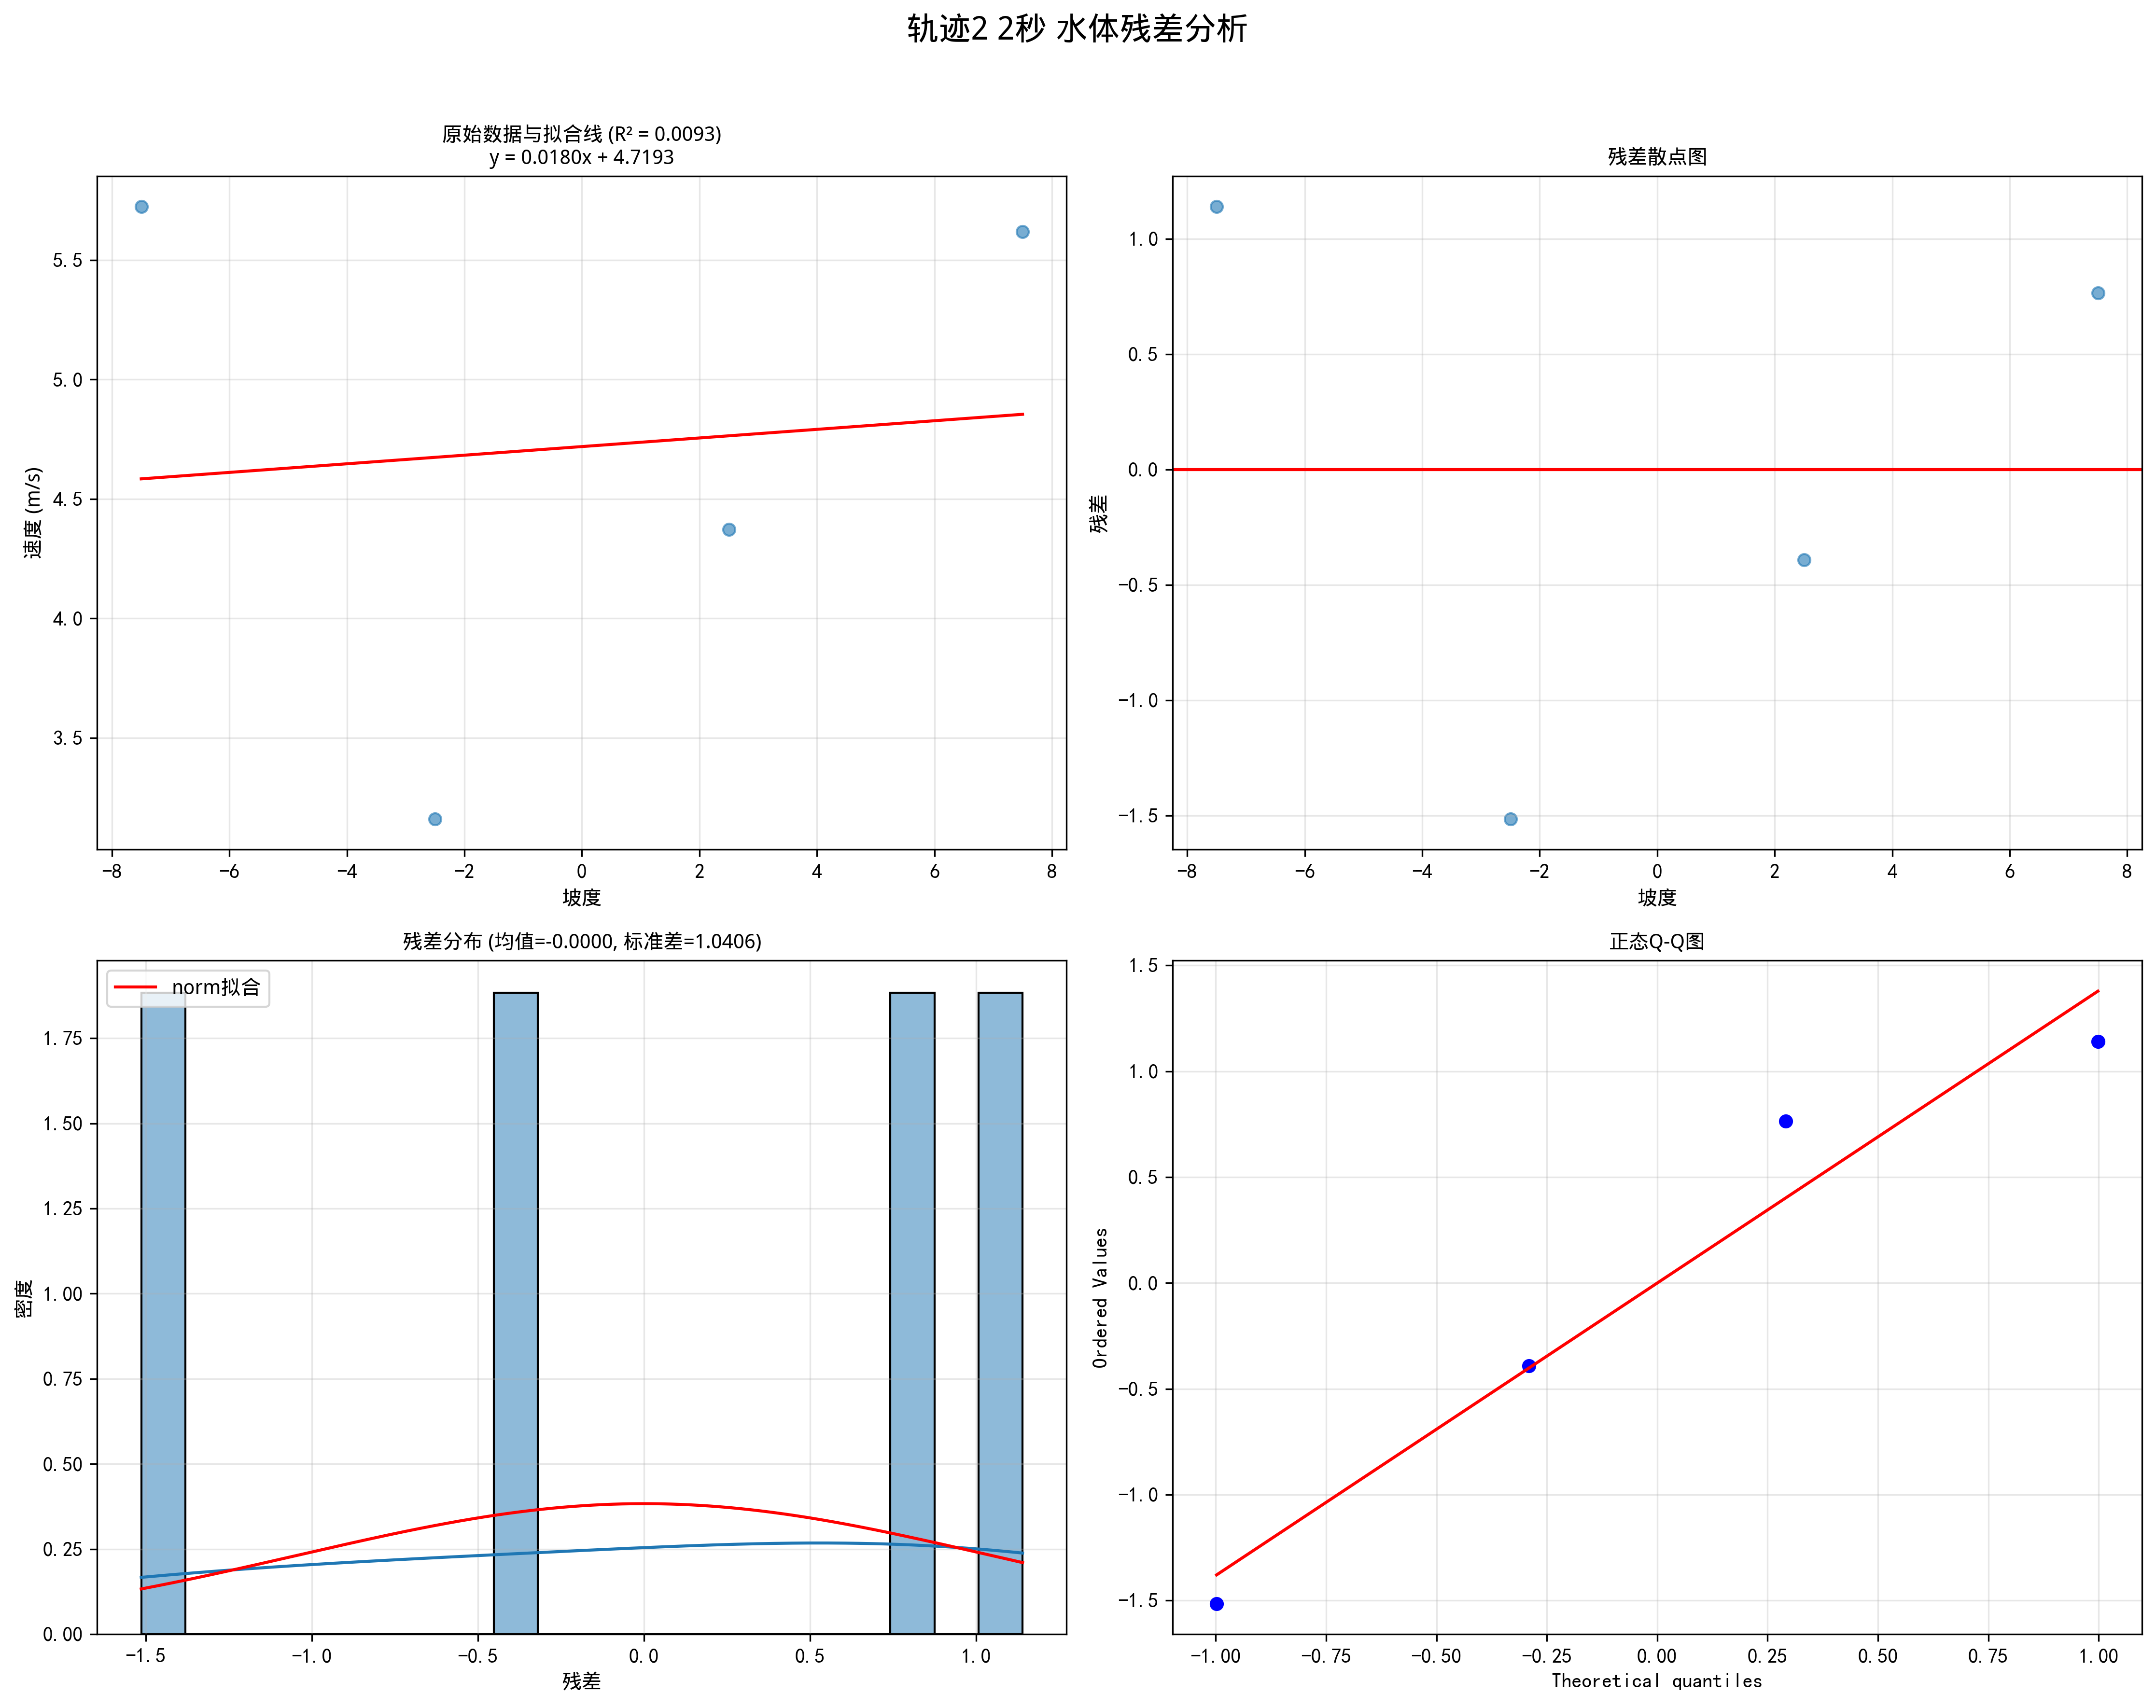 轨迹2 2秒 水体残差分析
原始数据与拟合线 (R² = 0.0093)
y = 0.0180x + 4.7193
速度 (m/s)
5.5
5.0
4.5
4.0
3.5
−8 −6 −4 −2 0 2 4 6 8
坡度
残差散点图
残差
1.0
0.5
0.0
−0.5
−1.0
−1.5
−8 −6 −4 −2 0 2 4 6 8
坡度
残差分布 (均值=-0.0000, 标准差=1.0406)
norm拟合
密度
1.75
1.50
1.25
1.00
0.75
0.50
0.25
0.00
−1.5 −1.0 −0.5 0.0 0.5 1.0
残差
正态Q-Q图
Ordered Values
1.5
1.0
0.5
0.0
−0.5
−1.0
−1.5
−1.00 −0.75 −0.50 −0.25 0.00 0.25 0.50 0.75 1.00
Theoretical quantiles